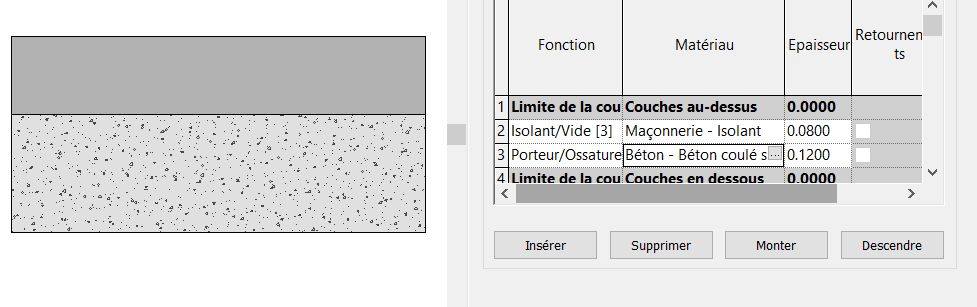 Fonction Matériau Epaisseur Retournen
ts
1 Limite de la cou Couches au-dessus 0.0000
2 Isolant/Vide [3] Maçonnerie - Isolant 0.0800
3 Porteur/Ossature Béton - Béton coulé s ... 0.1200
4 Limite de la cou Couches en dessous 0.0000
Insérer Supprimer Monter Descendre